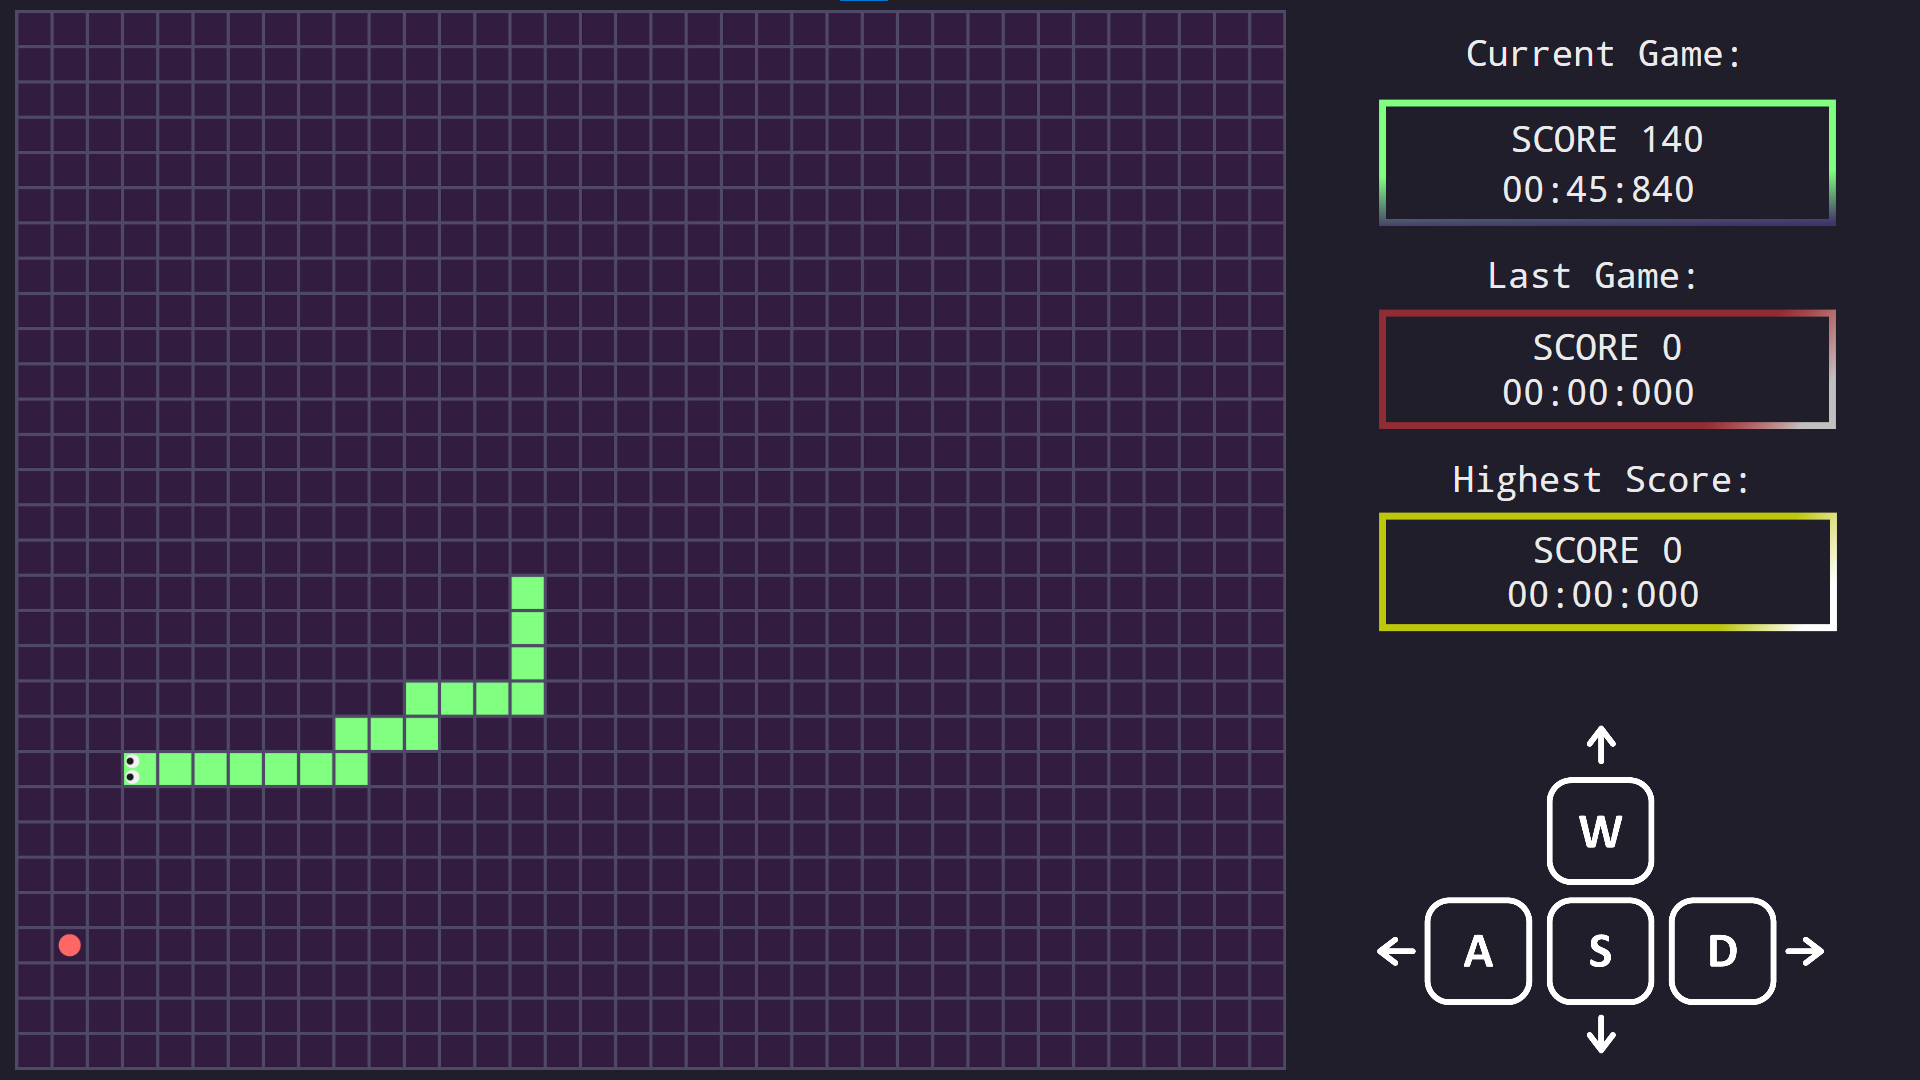 Current Game:
SCORE 140
00:45:840
Last Game:
SCORE 0
00:00:000
Highest Score:
SCORE 0
00:00:000
W
A S D